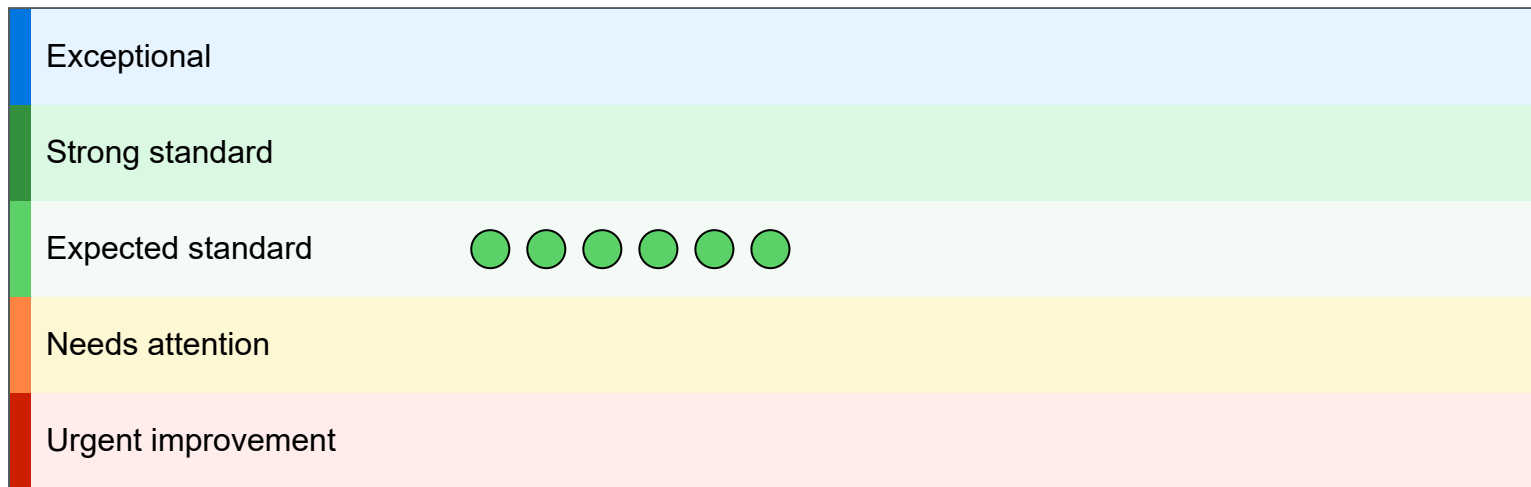 Exceptional
Strong standard
Expected standard
Needs attention
Urgent improvement